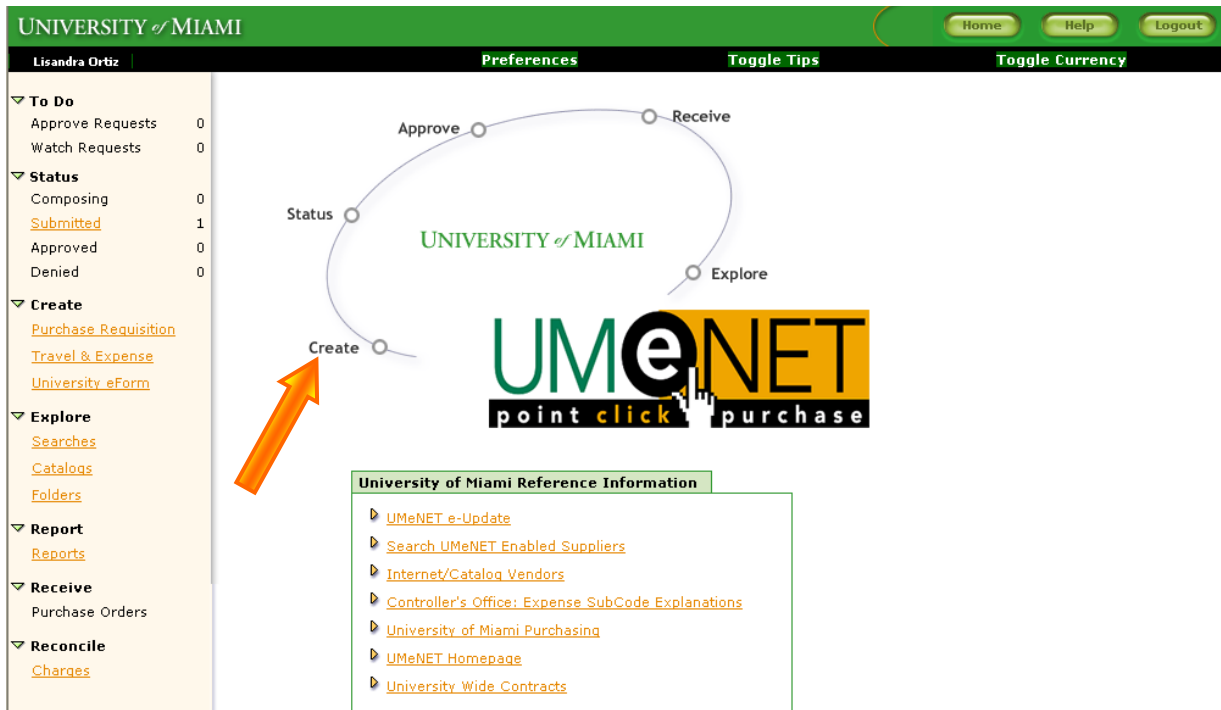 UNIVERSITY of MIAMI
Home Help Logout
Lisandra Ortiz Preferences Toggle Tips Toggle Currency
To Do
Approve Requests 0
Watch Requests 0
Status
Composing 0
Submitted 1
Approved 0
Denied 0
Create
Purchase Requisition
Travel & Expense
University eForm
Explore
Searches
Catalogs
Folders
Report
Reports
Receive
Purchase Orders
Reconcile
Charges
Receive
Approve
Status
UNIVERSITY of MIAMI
Explore
Create
UMeNET
point click purchase
University of Miami Reference Information
UMeNET e-Update
Search UMeNET Enabled Suppliers
Internet/Catalog Vendors
Controller's Office: Expense SubCode Explanations
University of Miami Purchasing
UMeNET Homepage
University Wide Contracts